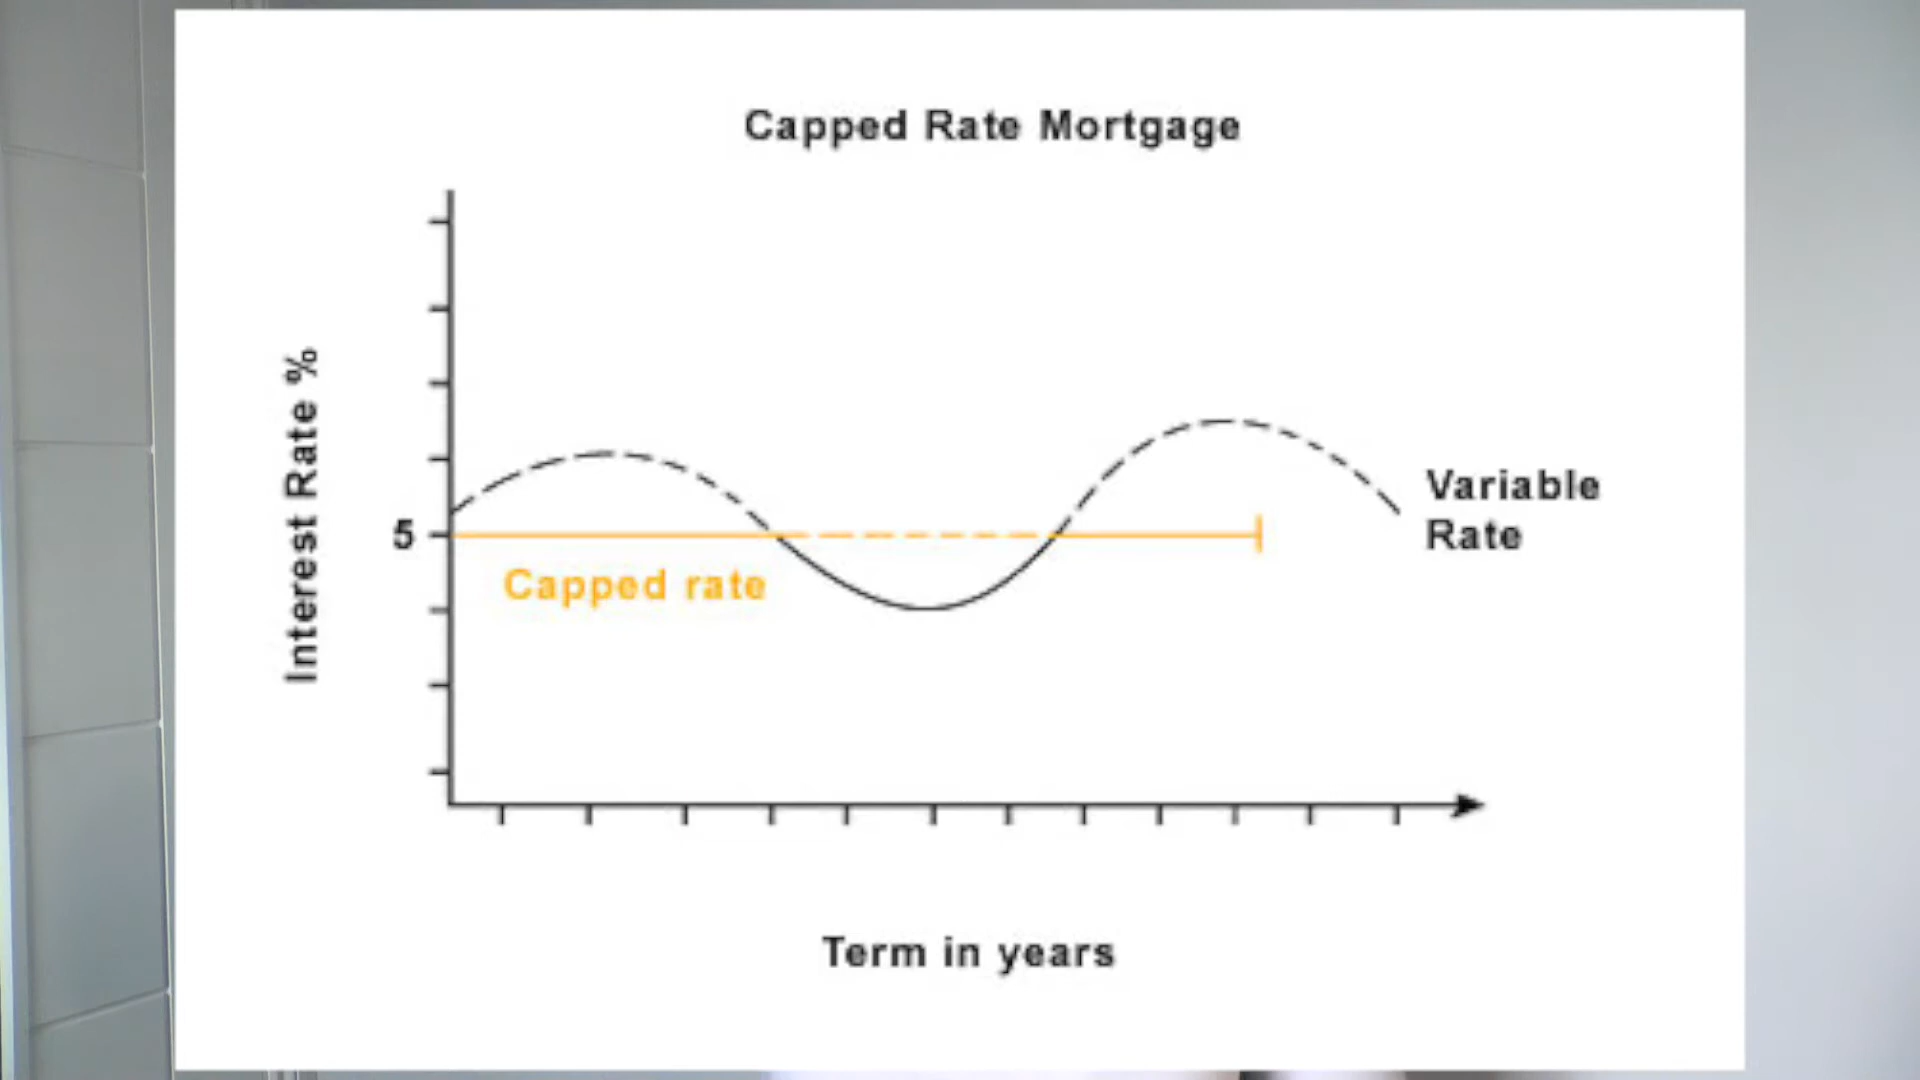 Capped Rate Mortgage
Interest Rate %
5
Capped rate
Variable
Rate
Term in years